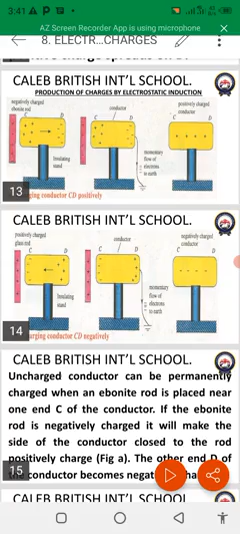 3:41
AZ Screen Recorder App is using microphone
8. ELECTR...CHARGES
CALEB BRITISH INT'L SCHOOL.
PRODUCTION OF CHARGES BY ELECTROSTATIC INDUCTION
negatively charged
ebonite rod
conductor
positively charged
conductor
C D
C D
C D
Insulating
stand
momentary
flow of
electrons
to earth
13
ging conductor CD positively
CALEB BRITISH INT'L SCHOOL.
positively charged
glass rod
conductor
negatively charged
conductor
C D
C D
C D
Insulating
stand
momentary
flow of
electrons
to earth
14
arging conductor CD negatively
CALEB BRITISH INT'L SCHOOL.
Uncharged conductor can be permanently
charged when an ebonite rod is placed near
one end C of the conductor. If the ebonite
rod is negatively charged it will make the
side of the conductor closed to the rod
positively charge (Fig a). The other end D of
15
the conductor becomes negat
CALEB BRITISH INT'L SCHOOL.